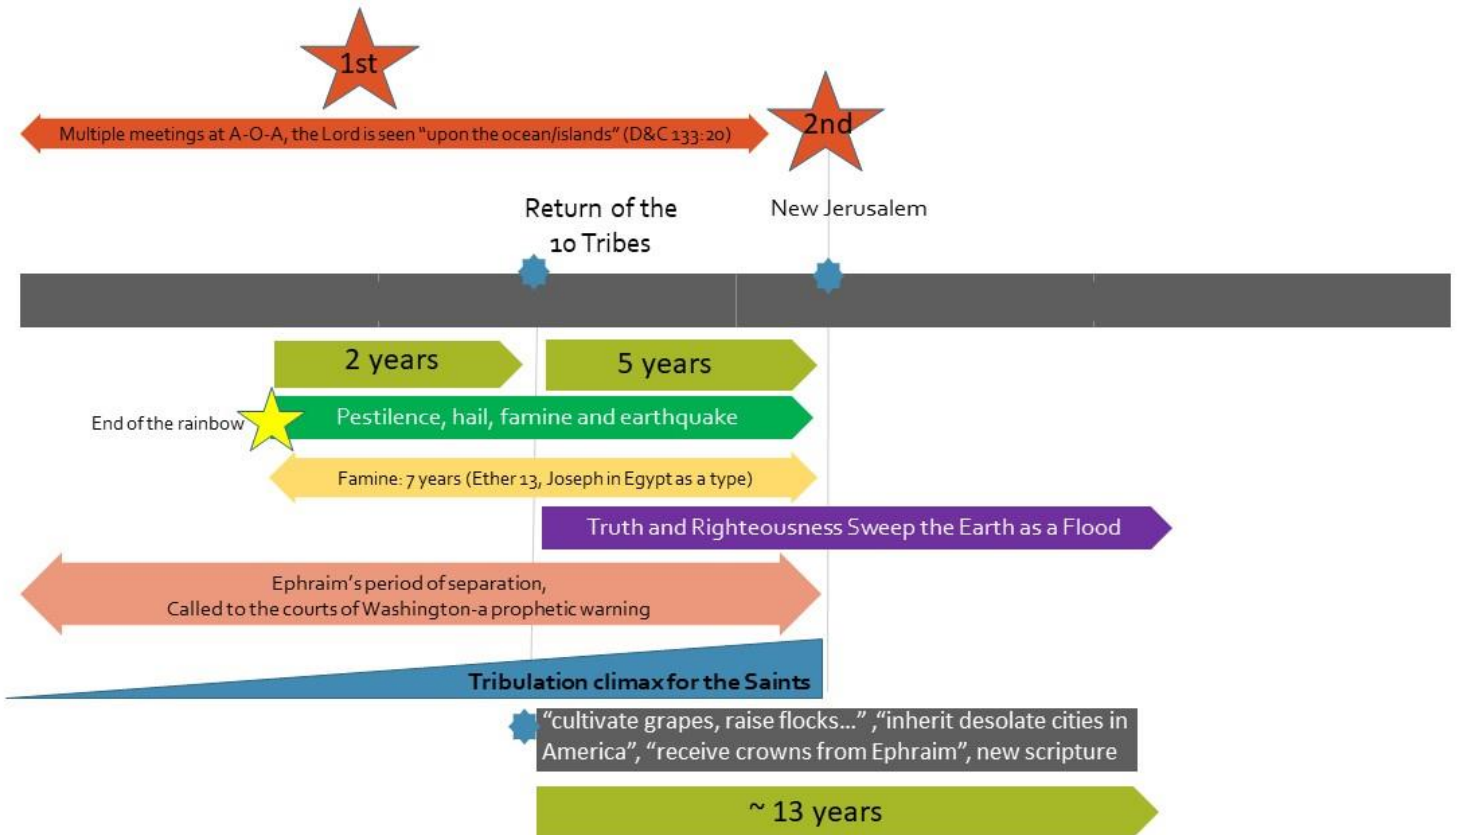 1st
Multiple meetings at A-O-A, the Lord is seen “upon the ocean/islands” (D&C 133:20)
2nd
Return of the
10 Tribes
New Jerusalem
2 years
5 years
End of the rainbow
Pestilence, hail, famine and earthquake
Famine: 7 years (Ether 13, Joseph in Egypt as a type)
Truth and Righteousness Sweep the Earth as a Flood
Ephraim’s period of separation,
Called to the courts of Washington-a prophetic warning
Tribulation climax for the Saints
“cultivate grapes, raise flocks...” ,“inherit desolate cities in
America”, “receive crowns from Ephraim”, new scripture
~ 13 years